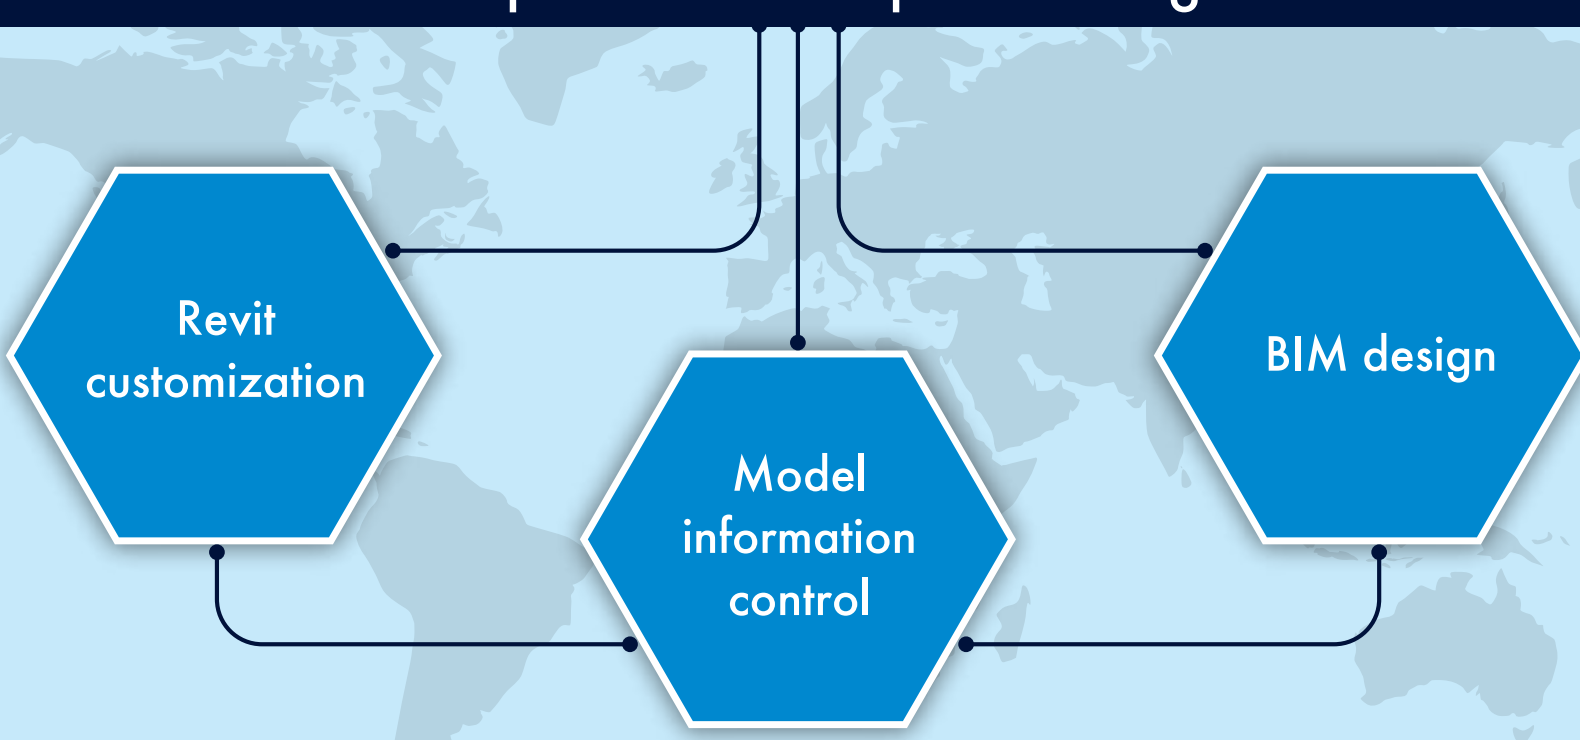 Revit
customization
BIM design
Model
information
control